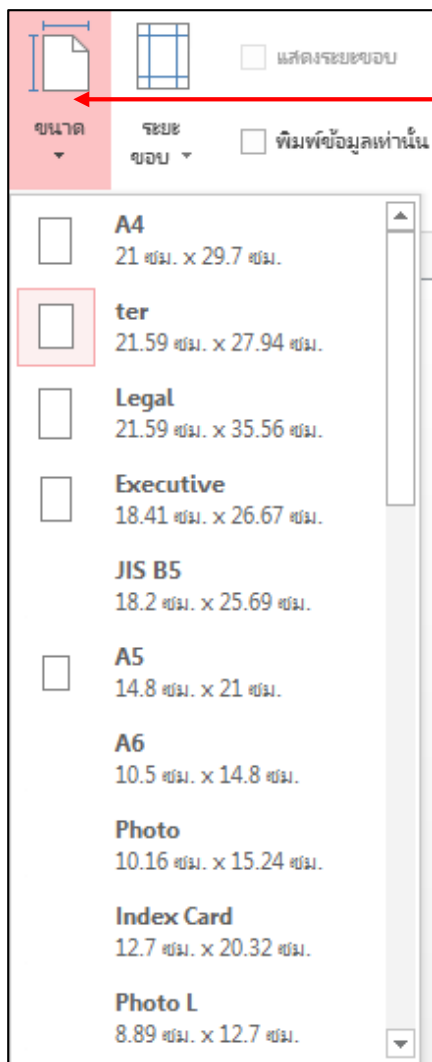 แสดงระยะขอบ
ขนาด
ระยะ
ขอบ
พิมพ์ข้อมูลเท่านั้น
A4
21 ซม. x 29.7 ซม.
ter
21.59 ซม. x 27.94 ซม.
Legal
21.59 ซม. x 35.56 ซม.
Executive
18.41 ซม. x 26.67 ซม.
JIS B5
18.2 ซม. x 25.69 ซม.
A5
14.8 ซม. x 21 ซม.
A6
10.5 ซม. x 14.8 ซม.
Photo
10.16 ซม. x 15.24 ซม.
Index Card
12.7 ซม. x 20.32 ซม.
Photo L
8.89 ซม. x 12.7 ซม.